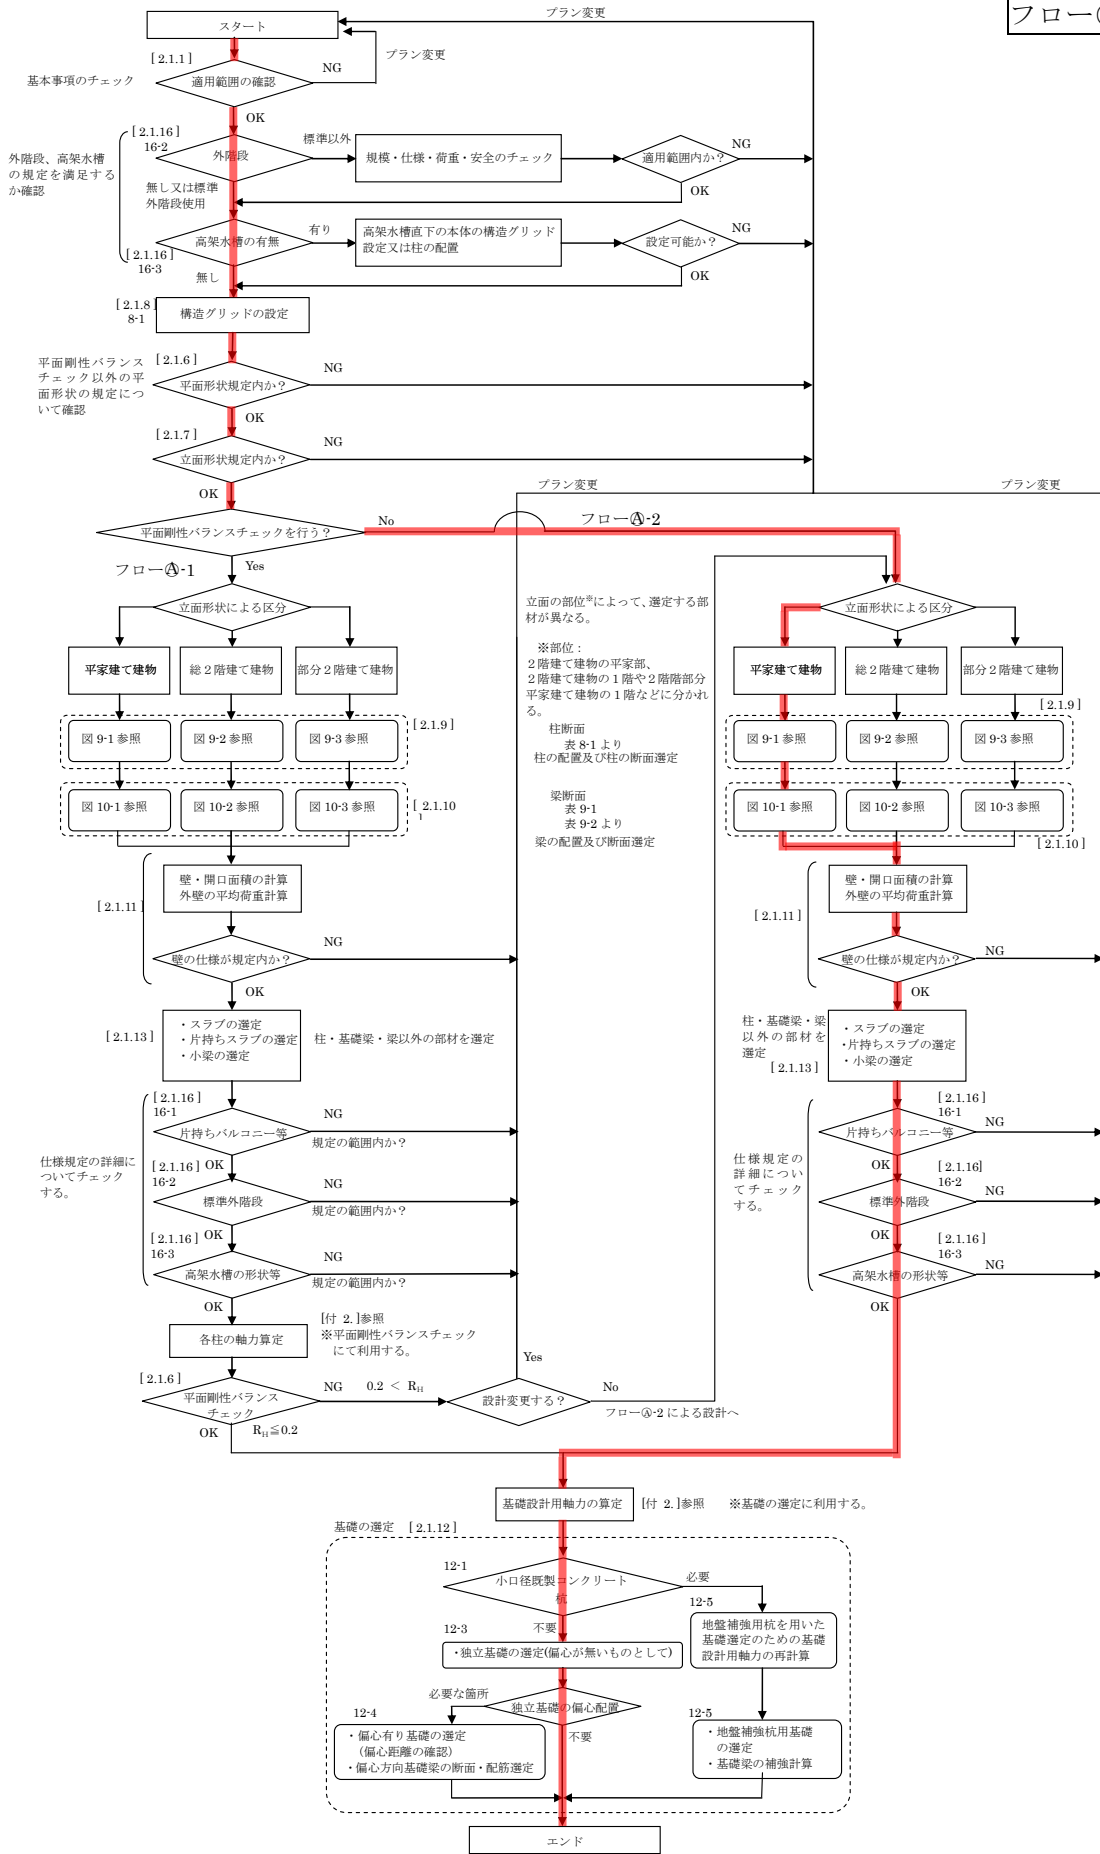 フロー
スタート
プラン変更
プラン変更
[ 2.1.1 ]
NG
基本事項のチェック
適用範囲の確認
OK
[ 2.1.16 ]
16-2
外階段
標準以外
規模・仕様・荷重・安全のチェック
適用範囲内か？
NG
OK
外階段、高架水槽
の規定を満足する
か確認
無し又は標準
外階段使用
高架水槽の有無
有り
高架水槽直下の本体の構造グリッド
設定又は柱の配置
設定可能か？
NG
OK
[ 2.1.16 ]
16-3
無し
[ 2.1.8 ]
8-1
構造グリッドの設定
平面剛性バランス
チェック以外の平
面形状の規定につ
いて確認
[ 2.1.6 ]
平面形状規定内か？
NG
OK
[ 2.1.7 ]
立面形状規定内か？
NG
OK
プラン変更
プラン変更
平面剛性バランスチェックを行う？
No
フローⒶ-2
Yes
フローⒶ-1
立面形状による区分
平家建て建物
総２階建て建物
部分２階建て建物
図 9-1 参照
図 9-2 参照
図 9-3 参照
[ 2.1.9 ]
図 10-1 参照
図 10-2 参照
図 10-3 参照
[ 2.1.10
]
壁・開口面積の計算
外壁の平均荷重計算
[ 2.1.11 ]
壁の仕様が規定内か？
NG
OK
[ 2.1.13 ]
・スラブの選定
・片持ちスラブの選定
・小梁の選定
柱・基礎梁・梁以外の部材を選定
[ 2.1.16 ]
16-1
片持ちバルコニー等
NG
規定の範囲内か？
仕様規定の詳細に
ついてチェック
する。
[ 2.1.16 ]
16-2
OK
標準外階段
NG
規定の範囲内か？
[ 2.1.16 ]
16-3
OK
高架水槽の形状等
NG
規定の範囲内か？
OK
各柱の軸力算定
[付 2. ]参照
※平面剛性バランスチェック
にて利用する。
[ 2.1.6 ]
平面剛性バランス
チェック
NG
0.2 ＜ RH
OK
RH≦0.2
設計変更する？
Yes
No
フローⒶ-2 による設計へ
立面の部位※によって、選定する部
材が異なる。
※部位：
２階建て建物の平家部、
２階建て建物の１階や２階階部分
平家建て建物の１階などに分かれ
る。
柱断面
表 8-1 より
柱の配置及び柱の断面選定
梁断面
表 9-1
表 9-2 より
梁の配置及び断面選定
立面形状による区分
平家建て建物
総２階建て建物
部分２階建て建物
[ 2.1.9 ]
図 9-1 参照
図 9-2 参照
図 9-3 参照
図 10-1 参照
図 10-2 参照
図 10-3 参照
[ 2.1.10 ]
壁・開口面積の計算
外壁の平均荷重計算
[ 2.1.11 ]
壁の仕様が規定内か？
NG
OK
柱・基礎梁・梁
以外の部材を
選定
[ 2.1.13 ]
・スラブの選定
・片持ちスラブの選定
・小梁の選定
[ 2.1.16 ]
16-1
片持ちバルコニー等
NG
仕様規定の
詳細につい
てチェック
する。
OK
[ 2.1.16]
16-2
標準外階段
NG
OK
[ 2.1.16 ]
16-3
高架水槽の形状等
NG
OK
基礎設計用軸力の算定
[付 2. ]参照
※基礎の選定に利用する。
基礎の選定
[ 2.1.12 ]
12-1
小口径既製コンクリート
杭
必要
不要
12-3
・独立基礎の選定(偏心が無いものとして)
12-5
地盤補強用杭を用いた
基礎選定のための基礎
設計用軸力の再計算
必要な箇所
独立基礎の偏心配置
不要
12-4
・偏心有り基礎の選定
(偏心距離の確認)
・偏心方向基礎梁の断面・配筋選定
12-5
・地盤補強杭用基礎
の選定
・基礎梁の補強計算
エンド